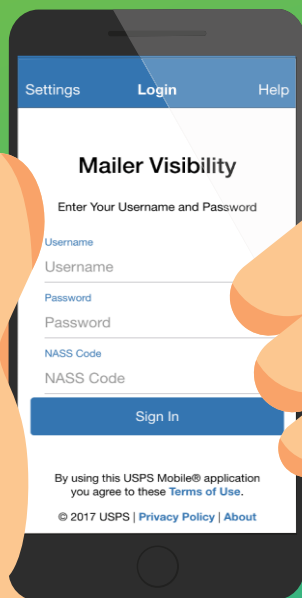 Settings Login Help
Mailer Visibility
Enter Your Username and Password
Username
Username
Password
Password
NASS Code
NASS Code
Sign In
By using this USPS Mobile® application
you agree to these Terms of Use.
© 2017 USPS | Privacy Policy | About